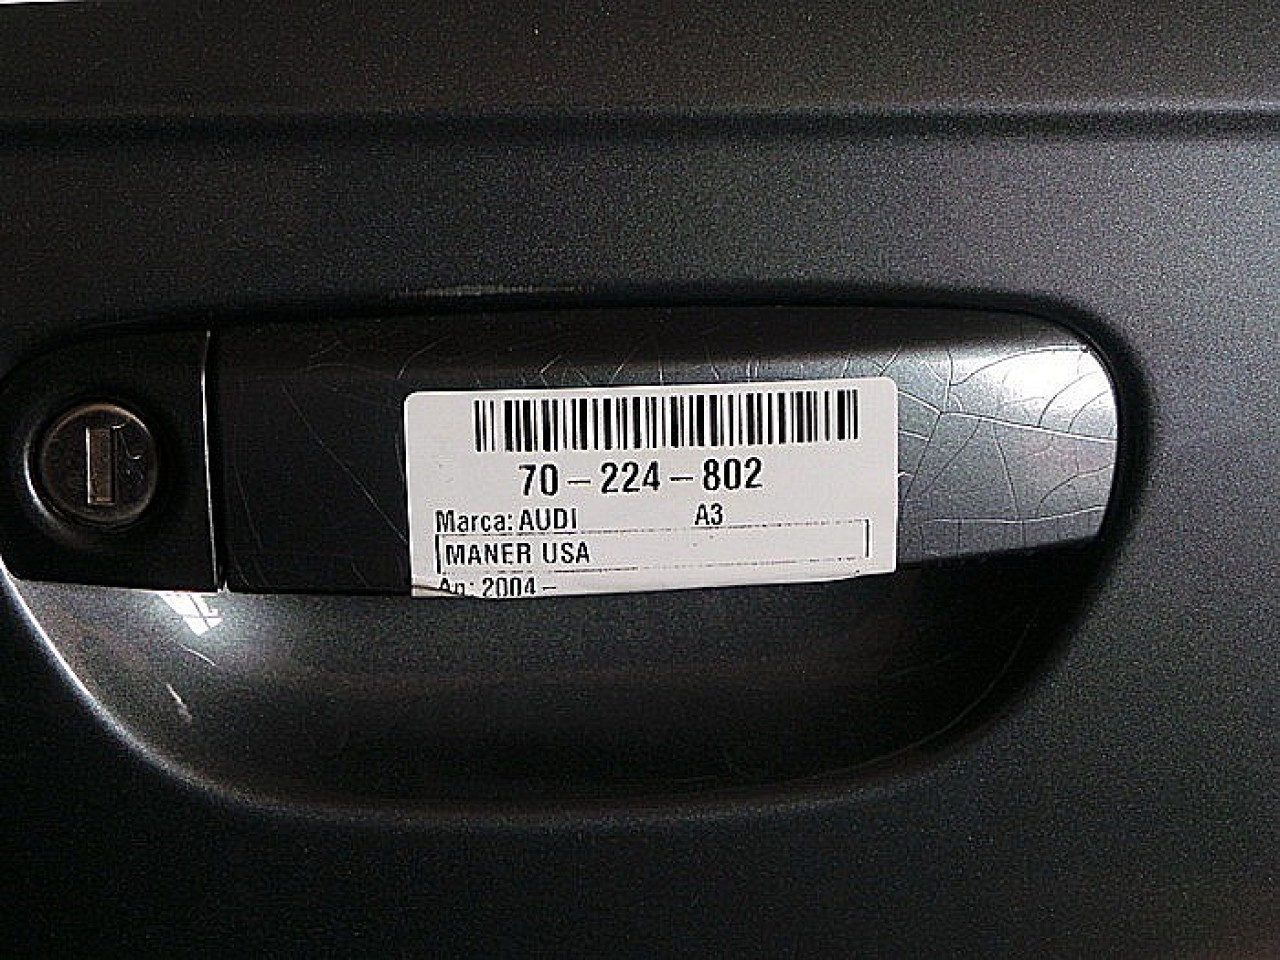 70-224-802
Marca: AUDI A3
MANER USA
An: 2004-